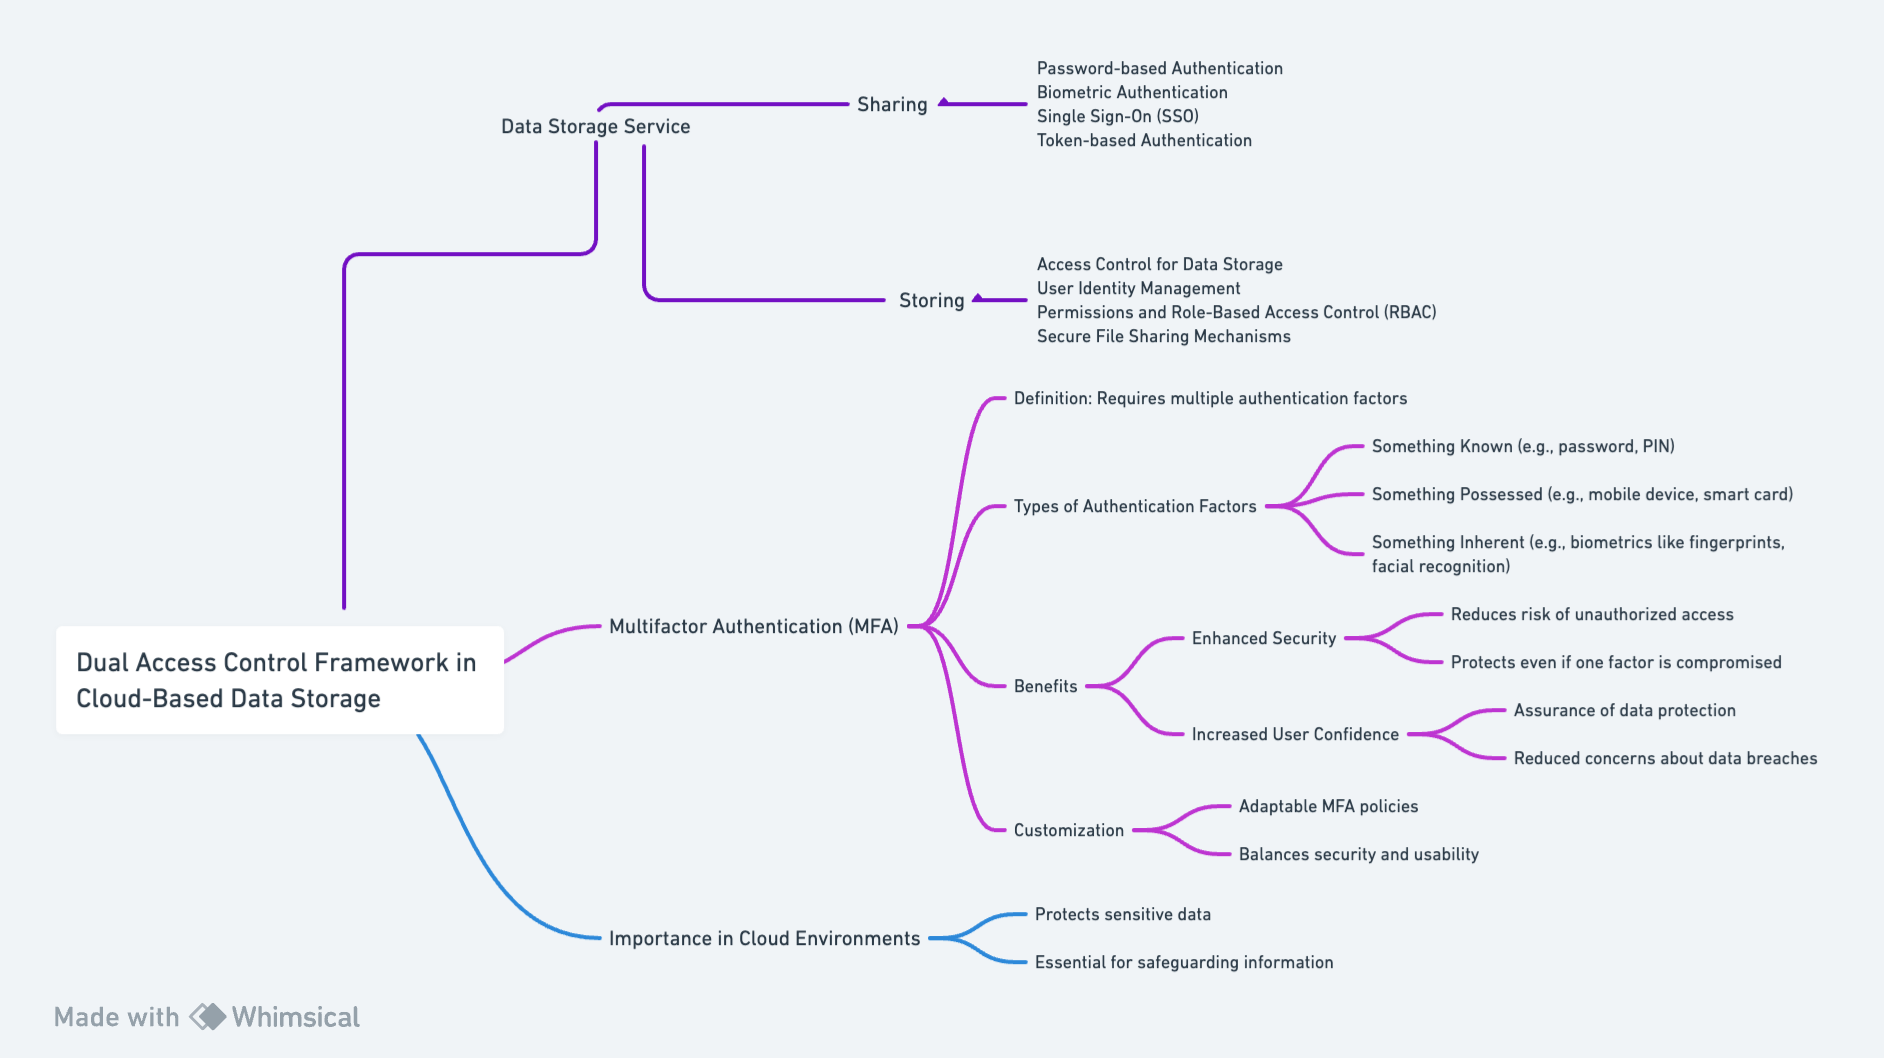 Password-based Authentication
Biometric Authentication
Single Sign-On (SSO)
Token-based Authentication
Sharing
Data Storage Service
Access Control for Data Storage
User Identity Management
Permissions and Role-Based Access Control (RBAC)
Secure File Sharing Mechanisms
Storing
Definition: Requires multiple authentication factors
Something Known (e.g., password, PIN)
Types of Authentication Factors
Something Possessed (e.g., mobile device, smart card)
Something Inherent (e.g., biometrics like fingerprints,
facial recognition)
Multifactor Authentication (MFA)
Reduces risk of unauthorized access
Enhanced Security
Protects even if one factor is compromised
Benefits
Assurance of data protection
Increased User Confidence
Reduced concerns about data breaches
Dual Access Control Framework in
Cloud-Based Data Storage
Adaptable MFA policies
Customization
Balances security and usability
Protects sensitive data
Importance in Cloud Environments
Essential for safeguarding information
Made with Whimsical